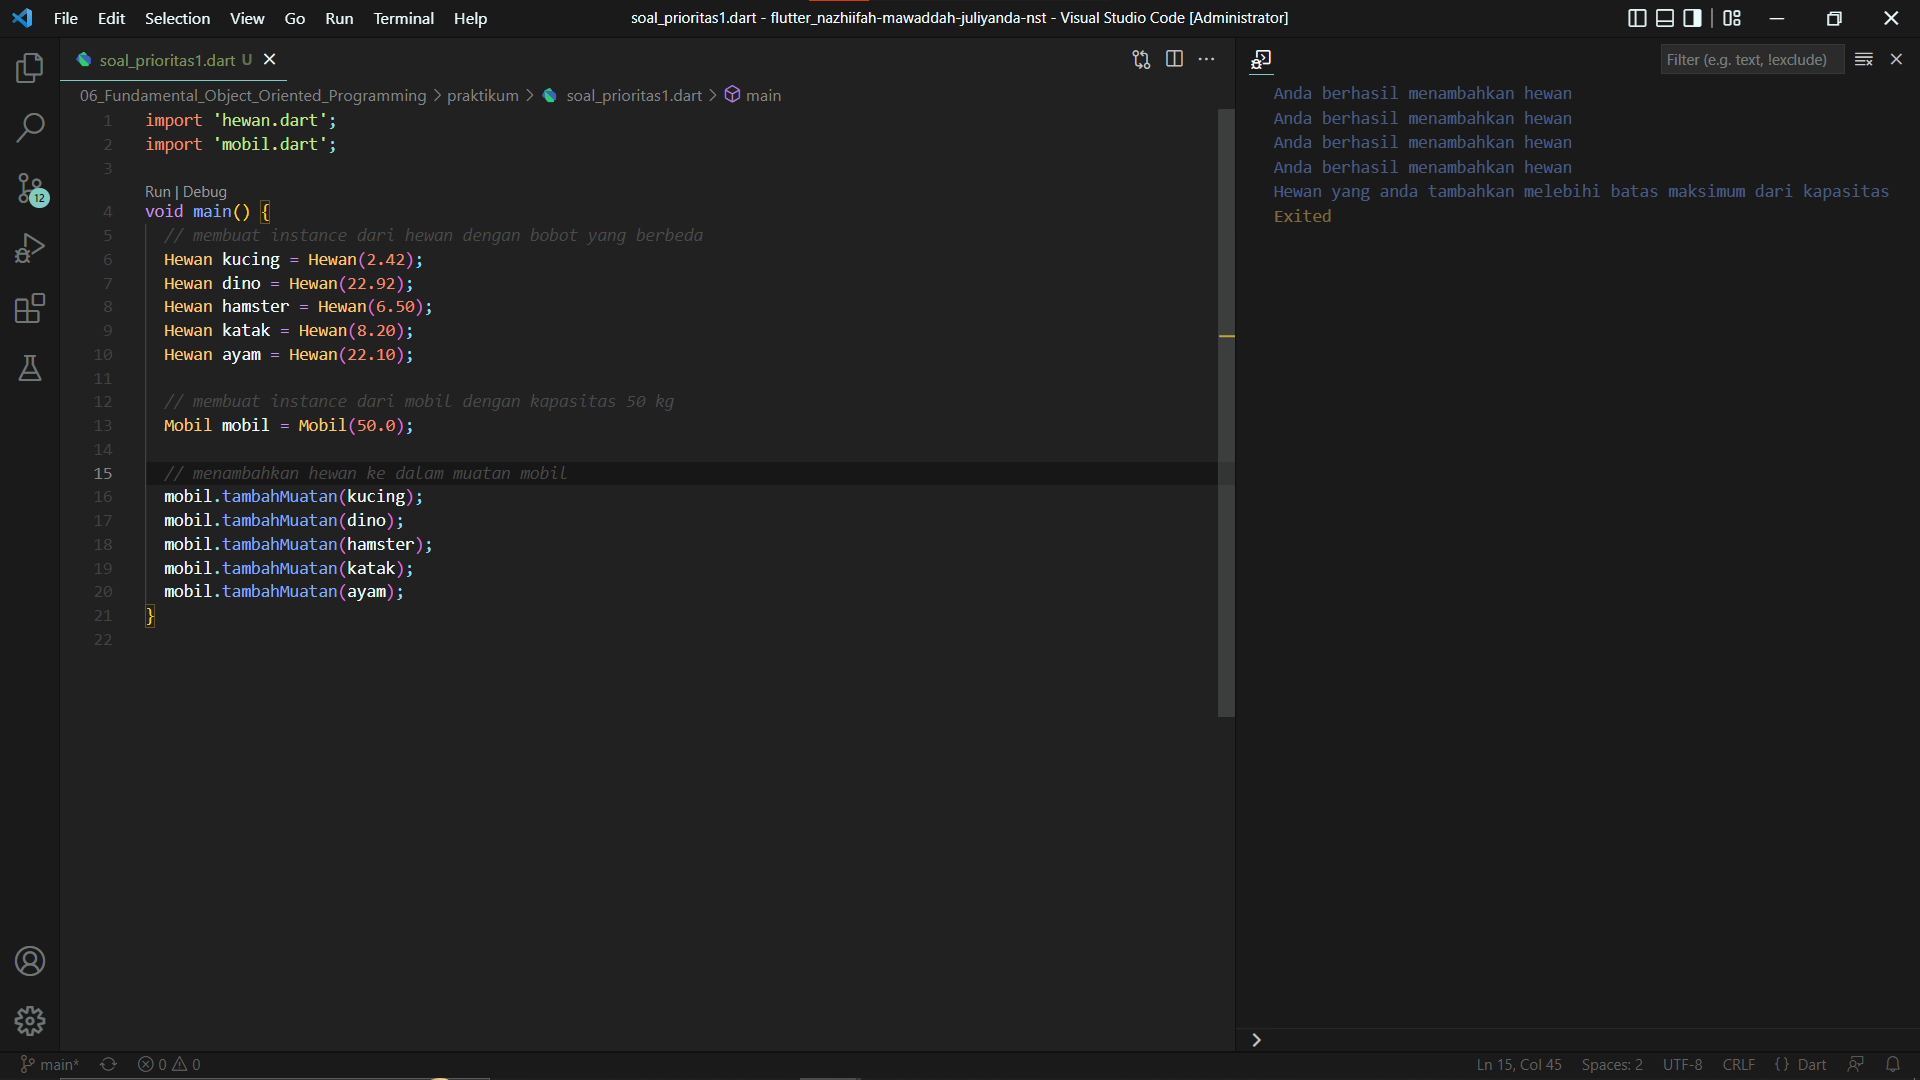 File Edit Selection View Go Run Terminal Help
soal_prioritas1.dart - flutter_nazhiifah-mawaddah-juliyanda-nst - Visual Studio Code [Administrator]
soal_prioritas1.dart U
06_Fundamental_Object_Oriented_Programming > praktikum > soal_prioritas1.dart > main
1 import 'hewan.dart';
2 import 'mobil.dart';
3
Run | Debug
4 void main() {
5 // membuat instance dari hewan dengan bobot yang berbeda
6 Hewan kucing = Hewan(2.42);
7 Hewan dino = Hewan(22.92);
8 Hewan hamster = Hewan(6.50);
9 Hewan katak = Hewan(8.20);
10 Hewan ayam = Hewan(22.10);
11
12 // membuat instance dari mobil dengan kapasitas 50 kg
13 Mobil mobil = Mobil(50.0);
14
15 // menambahkan hewan ke dalam muatan mobil
16 mobil.tambahMuatan(kucing);
17 mobil.tambahMuatan(dino);
18 mobil.tambahMuatan(hamster);
19 mobil.tambahMuatan(katak);
20 mobil.tambahMuatan(ayam);
21 }
22
Filter (e.g. text, !exclude)
Anda berhasil menambahkan hewan
Anda berhasil menambahkan hewan
Anda berhasil menambahkan hewan
Anda berhasil menambahkan hewan
Hewan yang anda tambahkan melebihi batas maksimum dari kapasitas
Exited
12
main* 0 0
Ln 15, Col 45 Spaces: 2 UTF-8 CRLF {} Dart